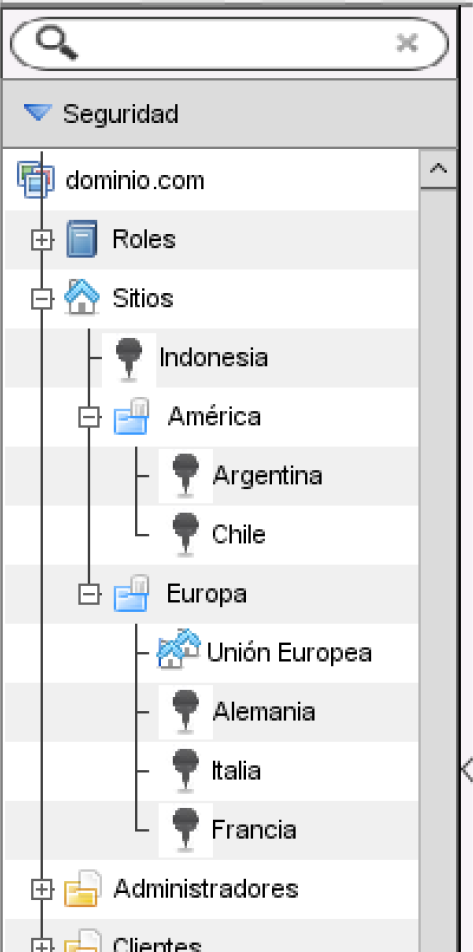 Seguridad
dominio.com
Roles
Sitios
Indonesia
América
Argentina
Chile
Europa
Unión Europea
Alemania
Italia
Francia
Administradores
Clientes